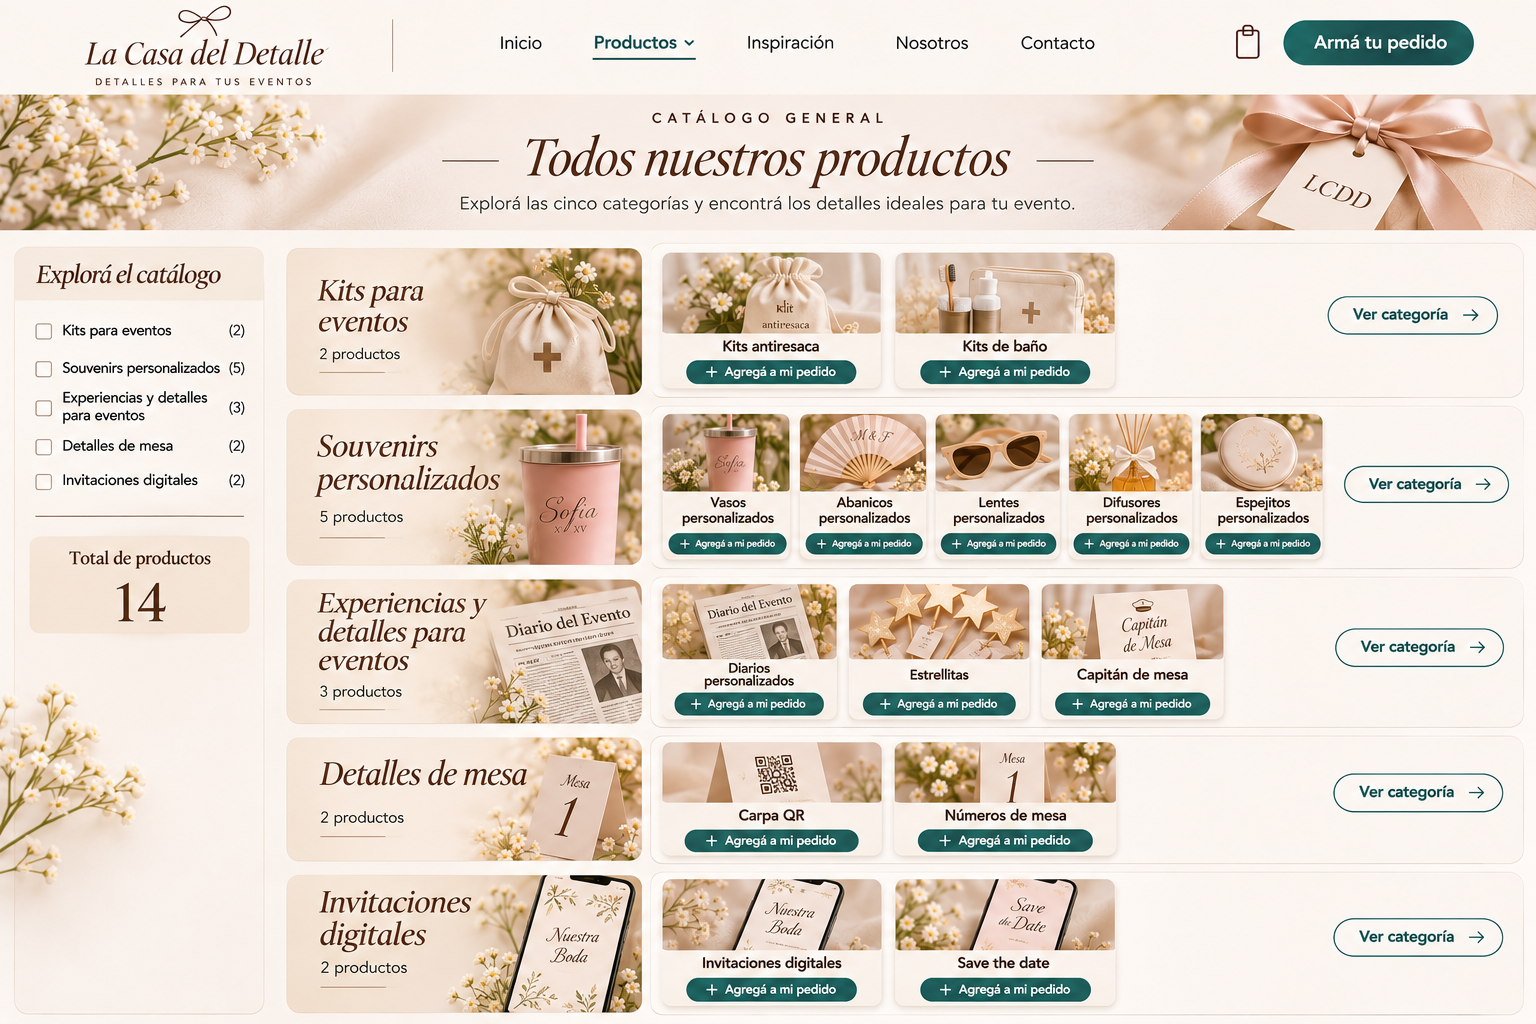 La Casa del Detalle
DETALLES PARA TUS EVENTOS
Inicio
Productos
Inspiración
Nosotros
Contacto
Armá tu pedido
CATÁLOGO GENERAL
Todos nuestros productos
Explorá las cinco categorías y encontrá los detalles ideales para tu evento.
LCDD
Explorá el catálogo
Kits para eventos (2)
Souvenirs personalizados (5)
Experiencias y detalles
para eventos (3)
Detalles de mesa (2)
Invitaciones digitales (2)
Total de productos
14
Kits para
eventos
2 productos
kdit
antiresaca
Kits antiresaca
+ Agregá a mi pedido
Kits de baño
+ Agregá a mi pedido
Ver categoría →
Souvenirs
personalizados
5 productos
Sofia
XV
Sofia
Vasos
personalizados
+ Agregá a mi pedido
M & F
Abanicos
personalizados
+ Agregá a mi pedido
Lentes
personalizados
+ Agregá a mi pedido
Difusores
personalizados
+ Agregá a mi pedido
Espejitos
personalizados
+ Agregá a mi pedido
Ver categoría →
Experiencias y
detalles para
eventos
3 productos
Diario del Evento
Diario del Evento
Diarios
personalizados
+ Agregá a mi pedido
Estrellitas
+ Agregá a mi pedido
Capitán
de Mesa
Capitán de mesa
+ Agregá a mi pedido
Ver categoría →
Detalles de mesa
2 productos
Mesa
1
Carpa QR
+ Agregá a mi pedido
Mesa
1
Números de mesa
+ Agregá a mi pedido
Ver categoría →
Invitaciones
digitales
2 productos
Nuestra
Boda
Nuestra
Boda
Invitaciones digitales
+ Agregá a mi pedido
Save
the Date
Save the date
+ Agregá a mi pedido
Ver categoría →